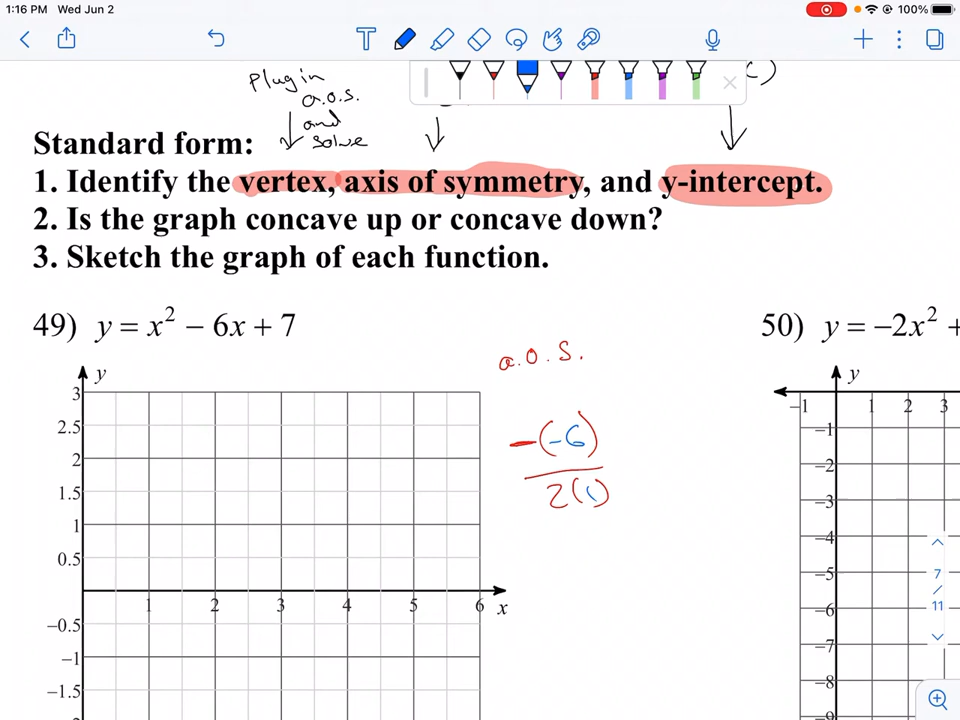 1:16 PM Wed Jun 2
100%
T
Plug in
a.o.s.
and
solve
c)
Standard form:
1. Identify the vertex, axis of symmetry, and y-intercept.
2. Is the graph concave up or concave down?
3. Sketch the graph of each function.
49) y = x² − 6x + 7
50) y = −2x² +
a.o.s.
−(−6)
2(1)
y
3
2.5
2
1.5
1
0.5
−0.5
−1
−1.5
1 2 3 4 5 6 x
y
−1 1 2 3
−1
−2
−3
−4
−5
−6
−7
−8
−9
7
/
11